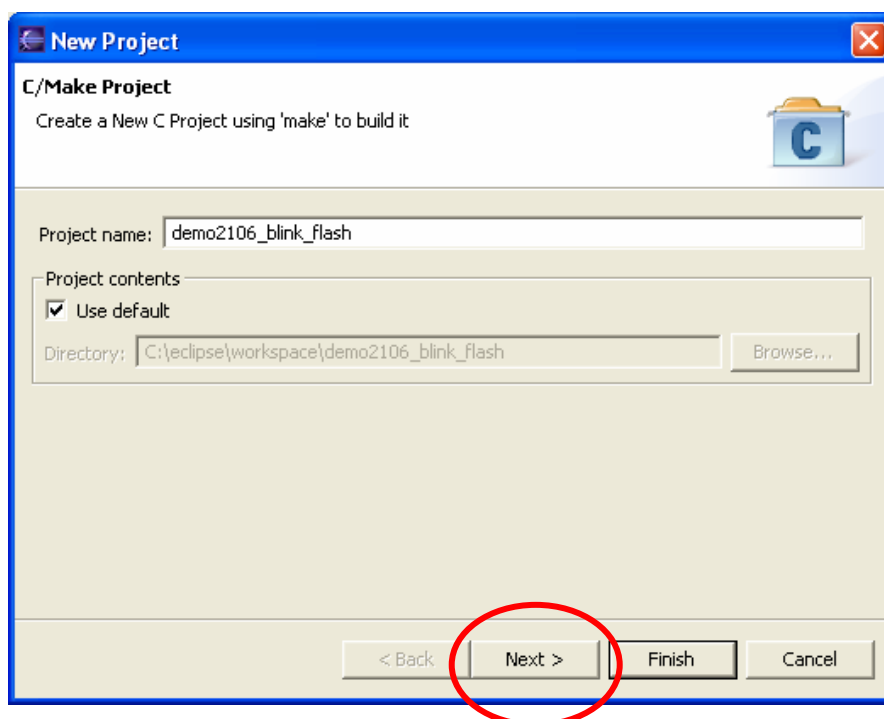 New Project
C/Make Project
Create a New C Project using 'make' to build it
C
Project name: demo2106_blink_flash
Project contents
Use default
Directory: C:\eclipse\workspace\demo2106_blink_flash Browse...
< Back Next > Finish Cancel